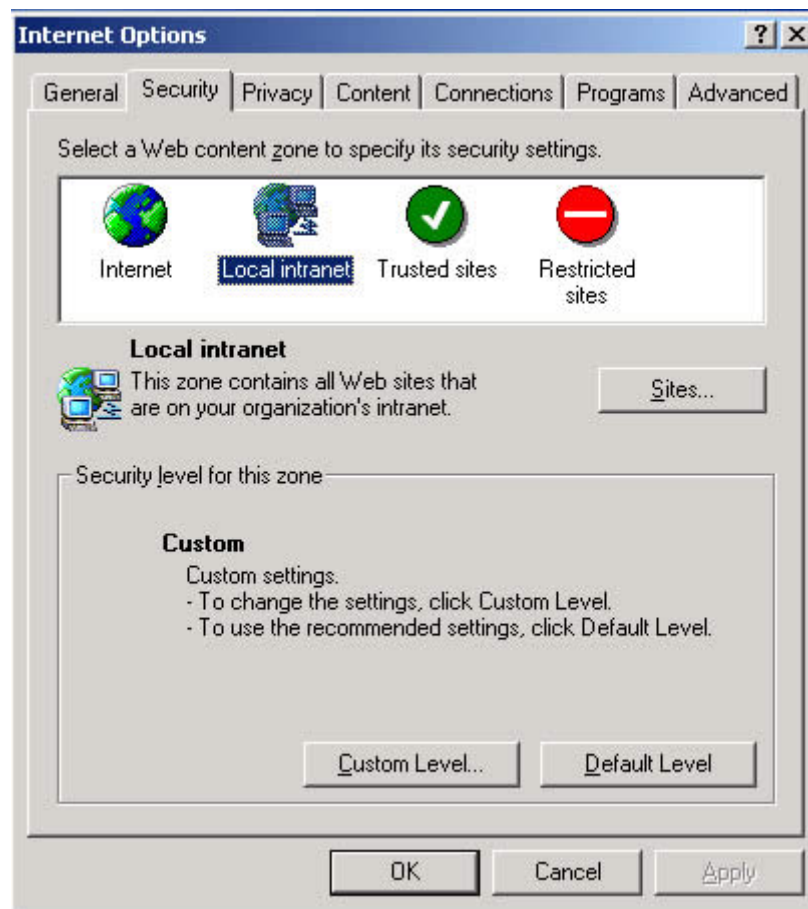 Internet Options
General Security Privacy Content Connections Programs Advanced
Select a Web content zone to specify its security settings.
Internet Local intranet Trusted sites Restricted sites
Local intranet
This zone contains all Web sites that
are on your organization's intranet.
Sites...
Security level for this zone
Custom
Custom settings.
- To change the settings, click Custom Level.
- To use the recommended settings, click Default Level.
Custom Level... Default Level
OK Cancel Apply